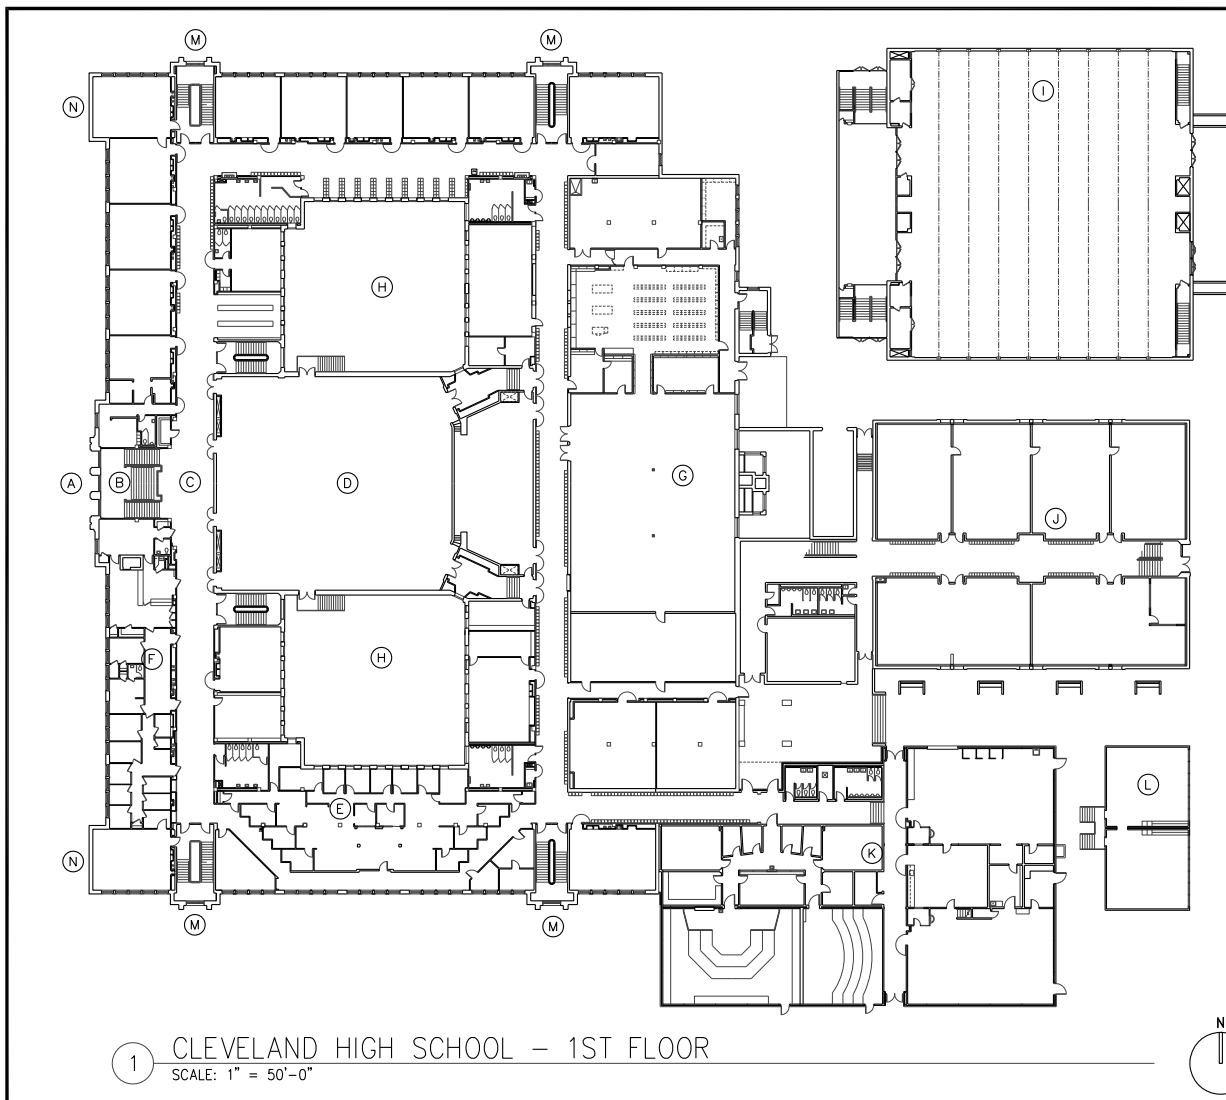 M
M
N
I
H
A
B
C
D
G
J
H
F
E
L
K
N
M
M
N
1
CLEVELAND HIGH SCHOOL - 1ST FLOOR
SCALE: 1" = 50'-0"